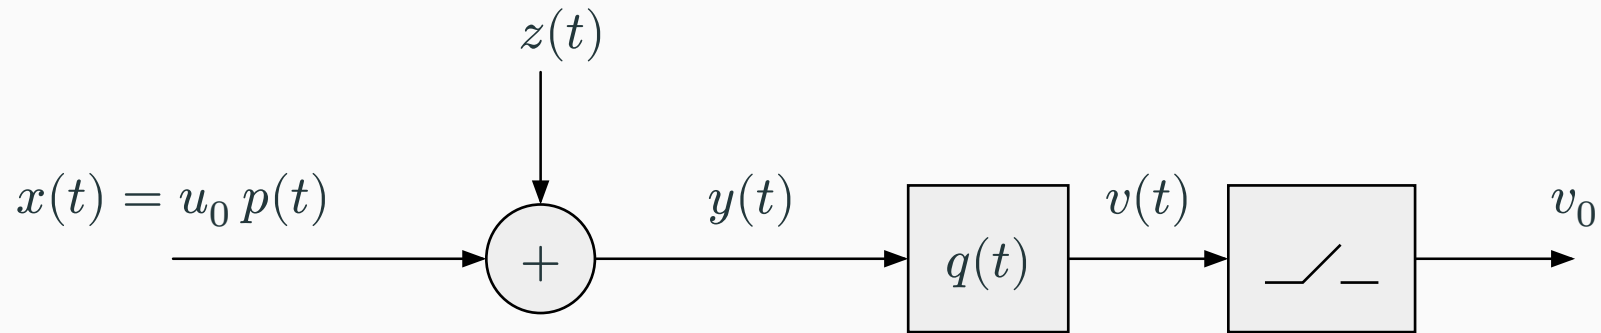 z(t)
x(t) = u₀ p(t)
y(t)
v(t)
v₀
+
q(t)